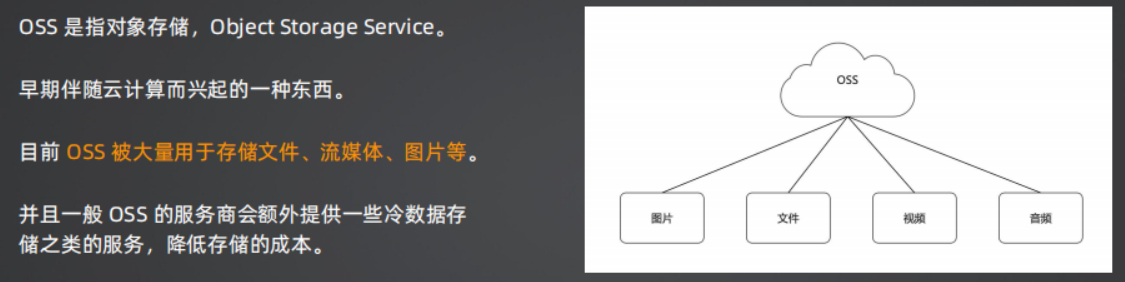 OSS 是指对象存储，Object Storage Service。
早期伴随云计算而兴起的一种东西。
目前 OSS 被大量用于存储文件、流媒体、图片等。
并且一般 OSS 的服务商会额外提供一些冷数据存
储之类的服务，降低存储的成本。
OSS
图片
文件
视频
音频